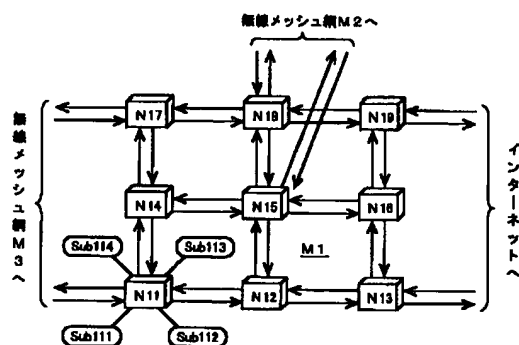 無線メッシュ網M2へ
無線メッシュ網M3へ
インターネットへ
N17
N18
N19
N14
N15
N16
M1
Sub114
Sub113
N11
N12
N13
Sub111
Sub112